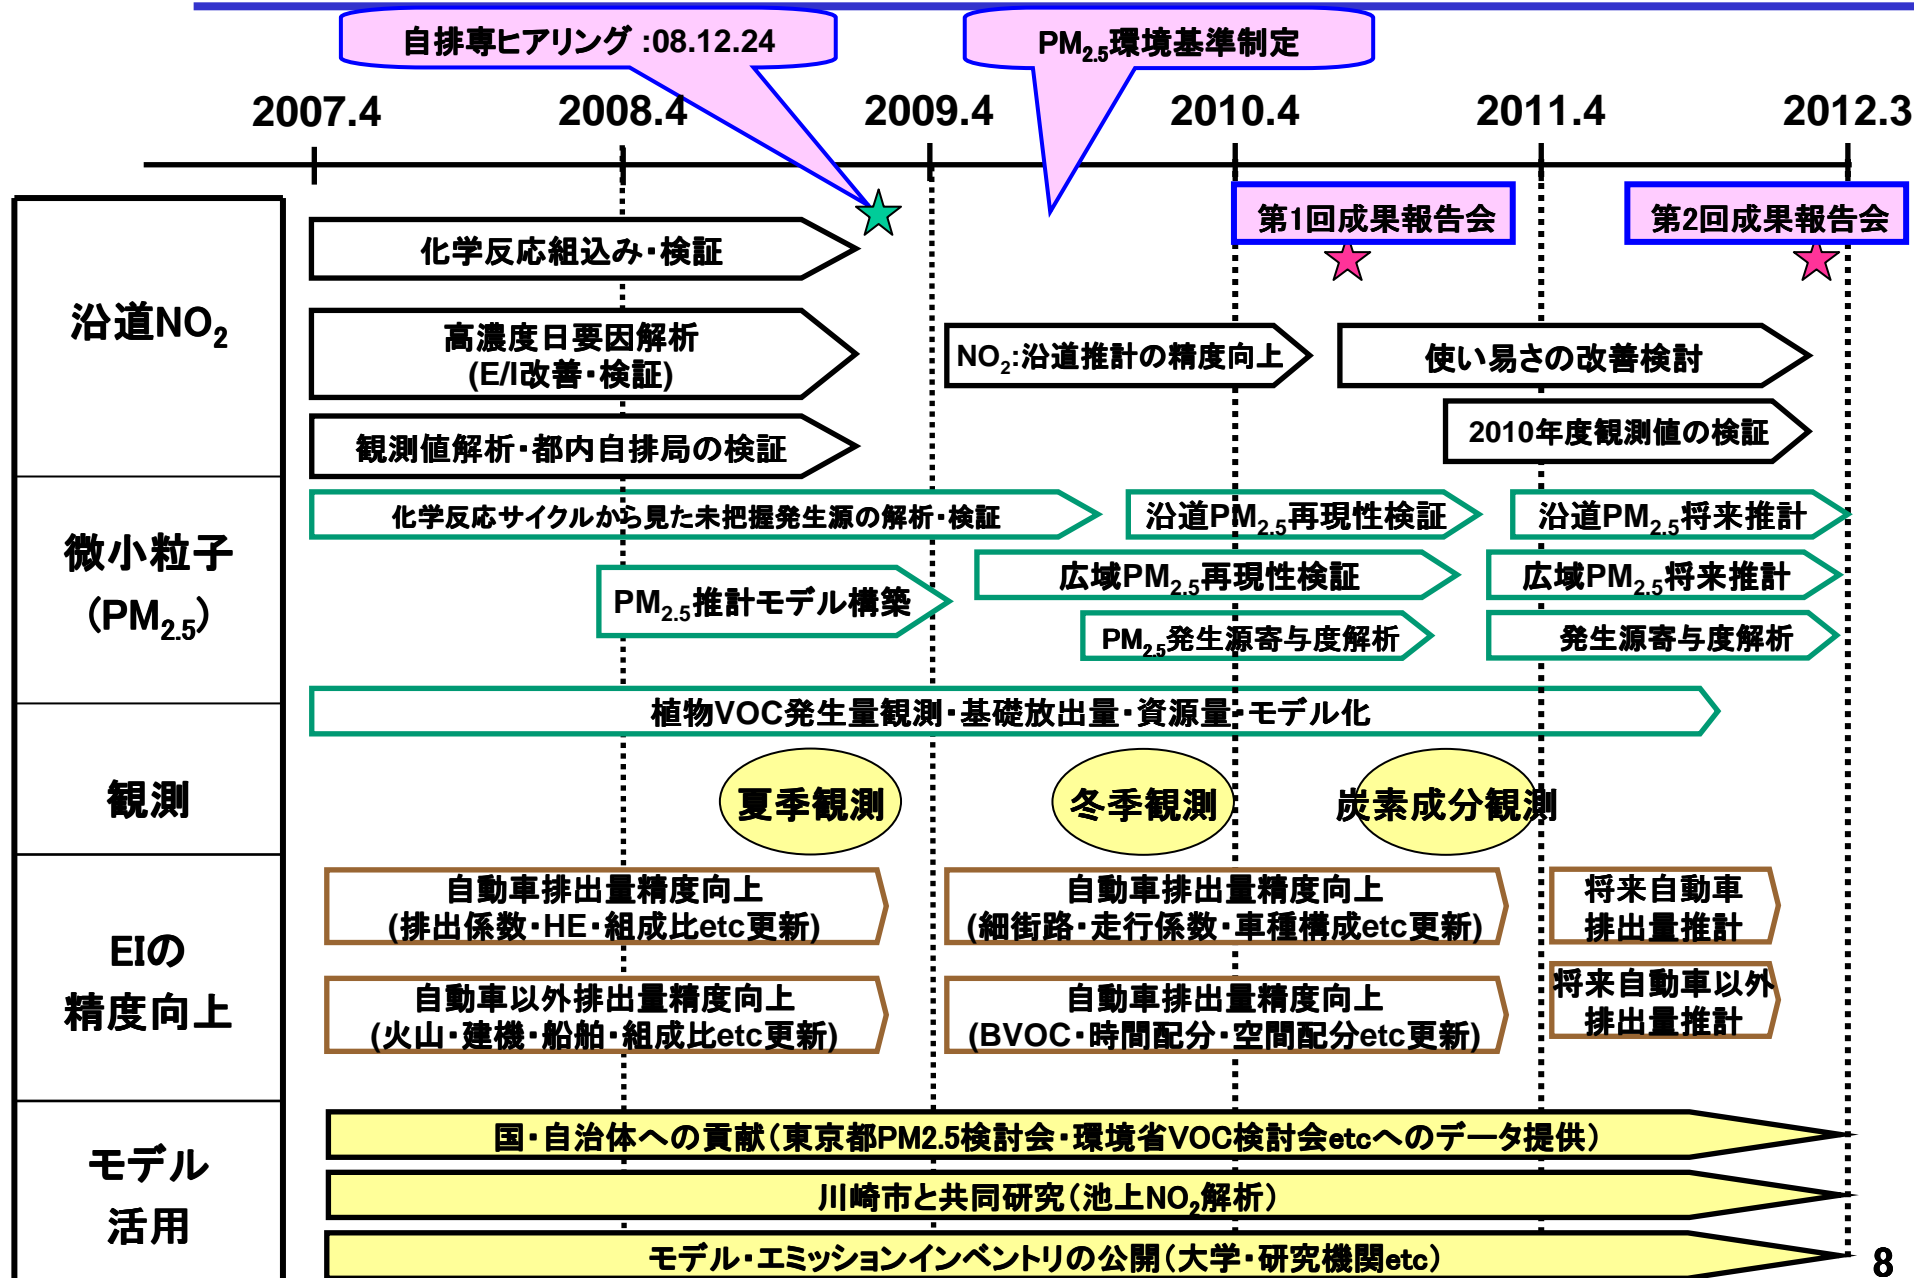 自排専ヒアリング :08.12.24
PM2.5環境基準制定
2007.4
2008.4
2009.4
2010.4
2011.4
2012.3
第1回成果報告会
第2回成果報告会
沿道NO2
化学反応組込み・検証
高濃度日要因解析
(E/I改善・検証)
NO2:沿道推計の精度向上
使い易さの改善検討
観測値解析・都内自排局の検証
2010年度観測値の検証
微小粒子
(PM2.5)
化学反応サイクルから見た未把握発生源の解析・検証
沿道PM2.5再現性検証
沿道PM2.5将来推計
PM2.5推計モデル構築
広域PM2.5再現性検証
広域PM2.5将来推計
PM2.5発生源寄与度解析
発生源寄与度解析
植物VOC発生量観測・基礎放出量・資源量・モデル化
観測
夏季観測
冬季観測
炭素成分観測
EIの
精度向上
自動車排出量精度向上
(排出係数・HE・組成比etc更新)
自動車排出量精度向上
(細街路・走行係数・車種構成etc更新)
将来自動車
排出量推計
自動車以外排出量精度向上
(火山・建機・船舶・組成比etc更新)
自動車排出量精度向上
(BVOC・時間配分・空間配分etc更新)
将来自動車以外
排出量推計
モデル
活用
国・自治体への貢献(東京都PM2.5検討会・環境省VOC検討会etcへのデータ提供)
川崎市と共同研究(池上NO2解析)
モデル・エミッションインベントリの公開(大学・研究機関etc)
8